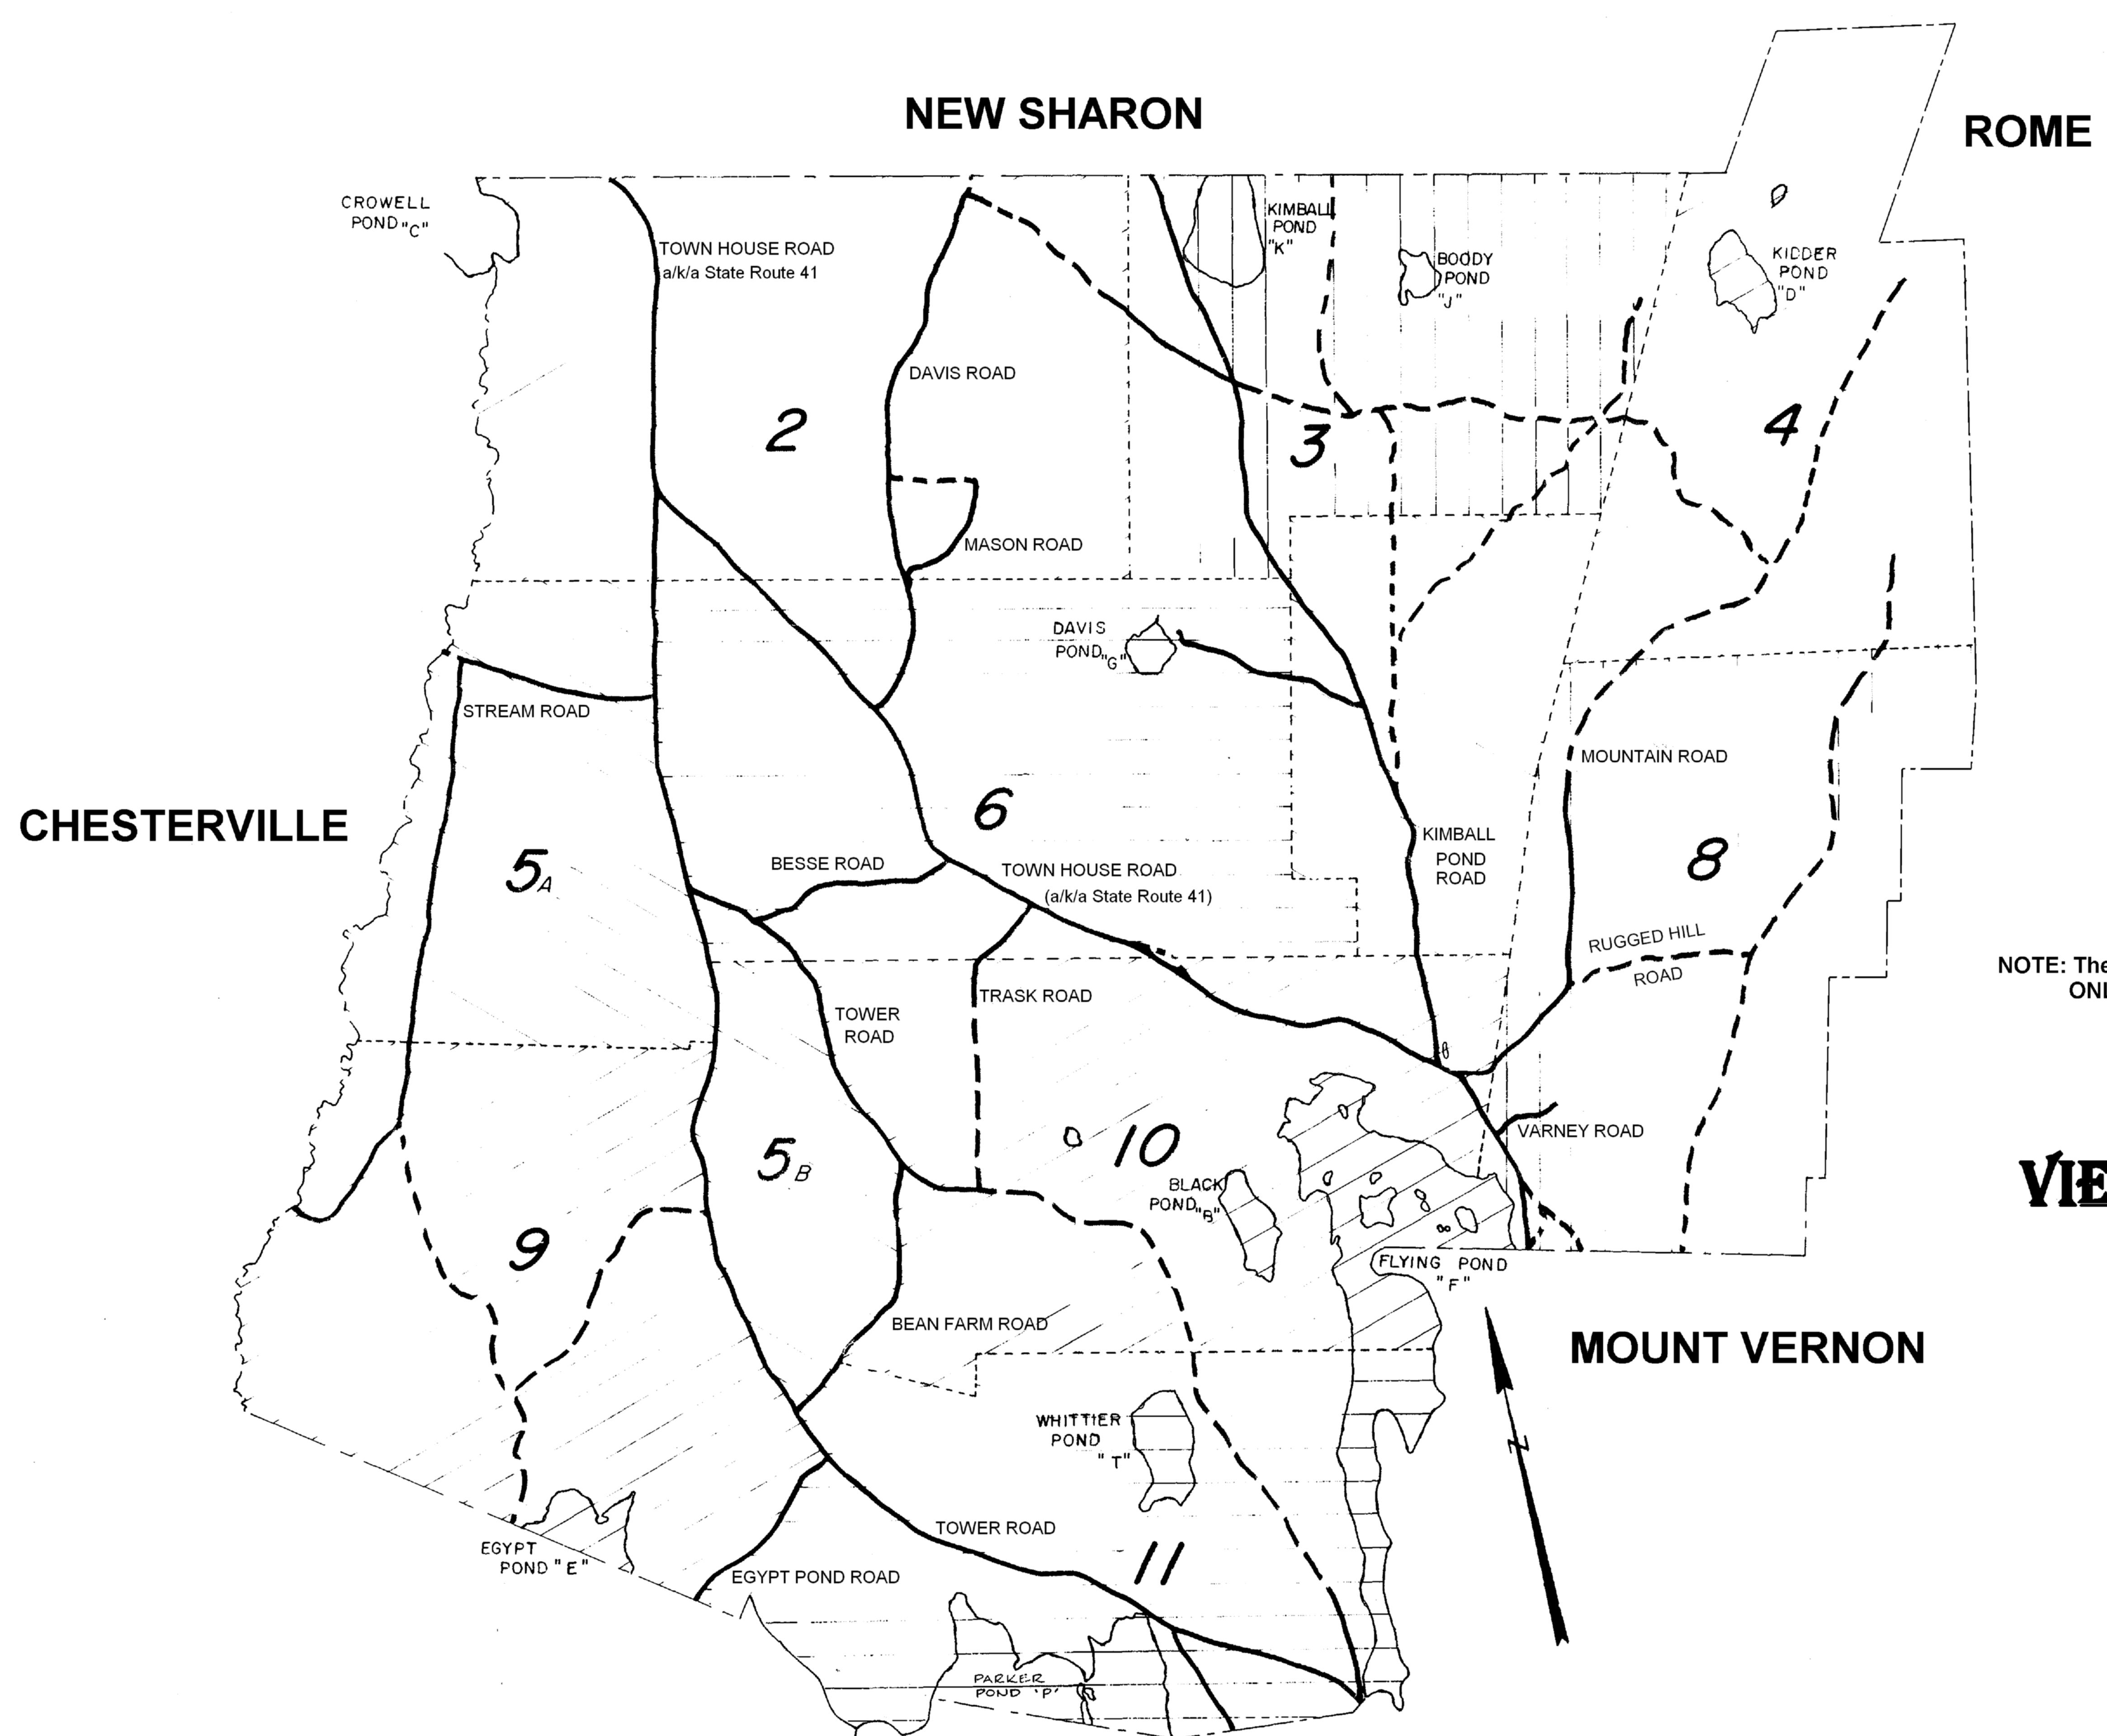 NEW SHARON
ROME
CROWELL
POND "C"
TOWN HOUSE ROAD
a/k/a State Route 41
KIMBALL
POND
"K"
BOODY
POND
"J"
KIDDER
POND
"D"
DAVIS ROAD
2
3
4
MASON ROAD
DAVIS
POND "G"
STREAM ROAD
MOUNTAIN ROAD
CHESTERVILLE
6
KIMBALL
POND
ROAD
8
5A
BESSE ROAD
TOWN HOUSE ROAD
(a/k/a State Route 41)
RUGGED HILL
ROAD
NOTE: The
TRASK ROAD
TOWER
ROAD
VARNEY ROAD
10
5B
BLACK
POND "B"
9
FLYING POND
"F"
BEAN FARM ROAD
MOUNT VERNON
WHITTIER
POND
"T"
TOWER ROAD
EGYPT
POND "E"
11
EGYPT POND ROAD
PARKER
POND 'P'